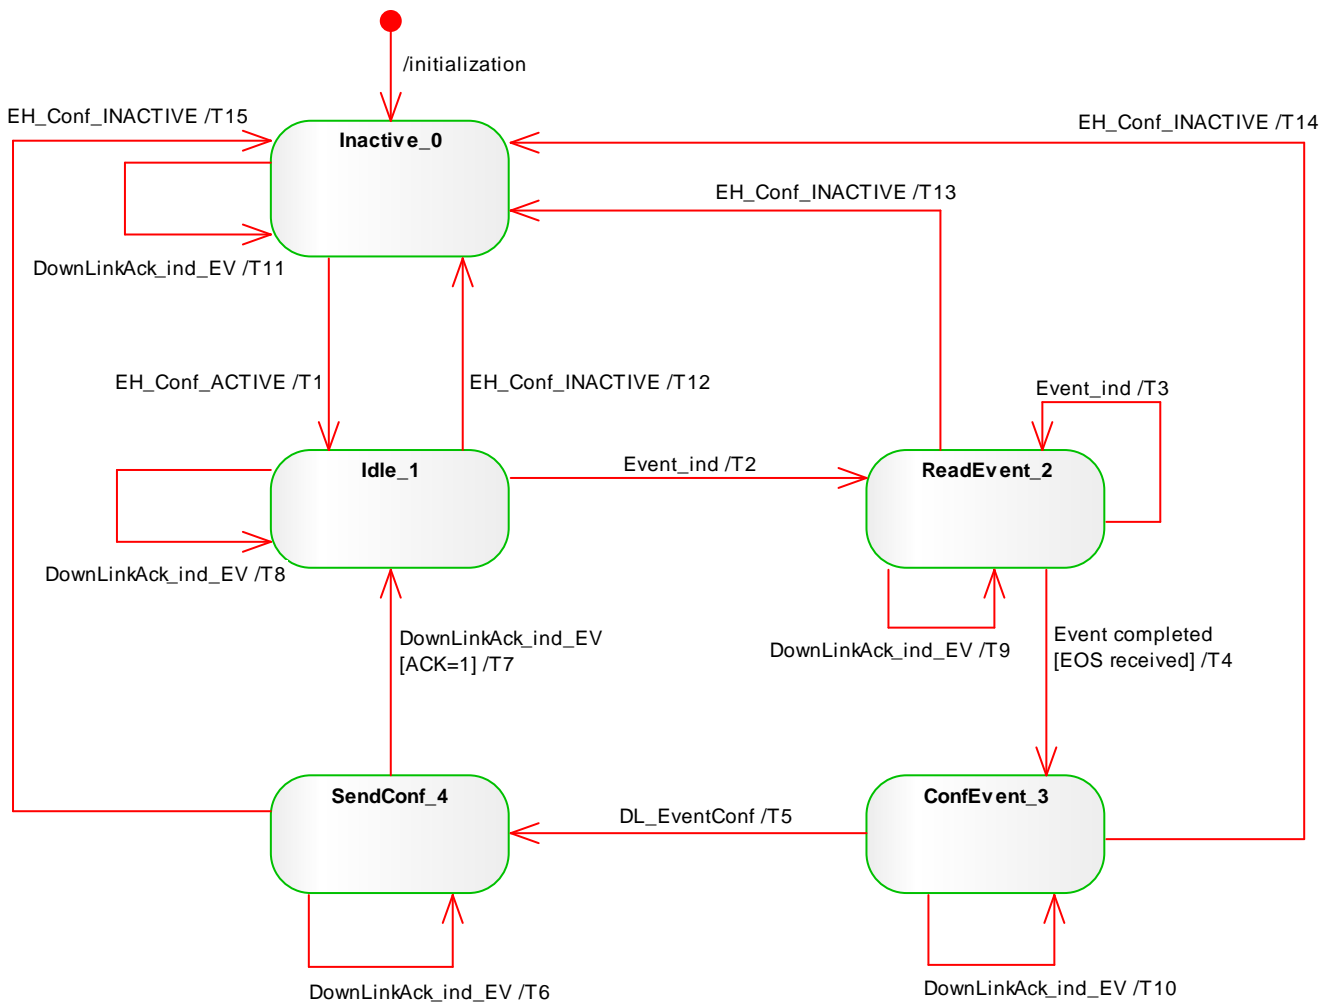 /initialization
EH_Conf_INACTIVE /T15
EH_Conf_INACTIVE /T14
Inactive_0
EH_Conf_INACTIVE /T13
DownLinkAck_ind_EV /T11
EH_Conf_ACTIVE /T1
EH_Conf_INACTIVE /T12
Event_ind /T3
Idle_1
Event_ind /T2
ReadEvent_2
DownLinkAck_ind_EV /T8
DownLinkAck_ind_EV
[ACK=1] /T7
DownLinkAck_ind_EV /T9
Event completed
[EOS received] /T4
SendConf_4
DL_EventConf /T5
ConfEvent_3
DownLinkAck_ind_EV /T6
DownLinkAck_ind_EV /T10